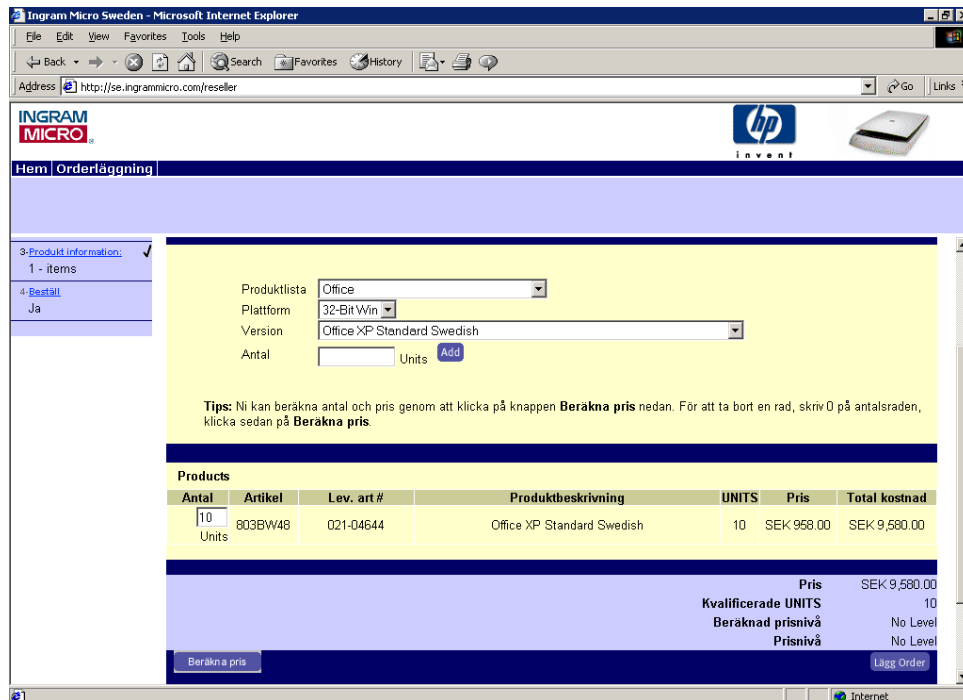 Ingram Micro Sweden - Microsoft Internet Explorer
File Edit View Favorites Tools Help
Back Search Favorites History
Address http://se.ingrammicro.com/reseller Go Links
INGRAM
MICRO
hp
invent
Hem Orderläggning
3-Produkt information:
1 - items
4-Beställ
Ja
Produktlista Office
Plattform 32-Bit Win
Version Office XP Standard Swedish
Antal Units Add
Tips: Ni kan beräkna antal och pris genom att klicka på knappen Beräkna pris nedan. För att ta bort en rad, skriv 0 på antalsraden,
klicka sedan på Beräkna pris.
Products
Antal Artikel Lev. art # Produktbeskrivning UNITS Pris Total kostnad
10 Units 803BW48 021-04644 Office XP Standard Swedish 10 SEK 958.00 SEK 9,580.00
Pris SEK 9,580.00
Kvalificerade UNITS 10
Beräknad prisnivå No Level
Prisnivå No Level
Beräkna pris Lägg Order
Internet